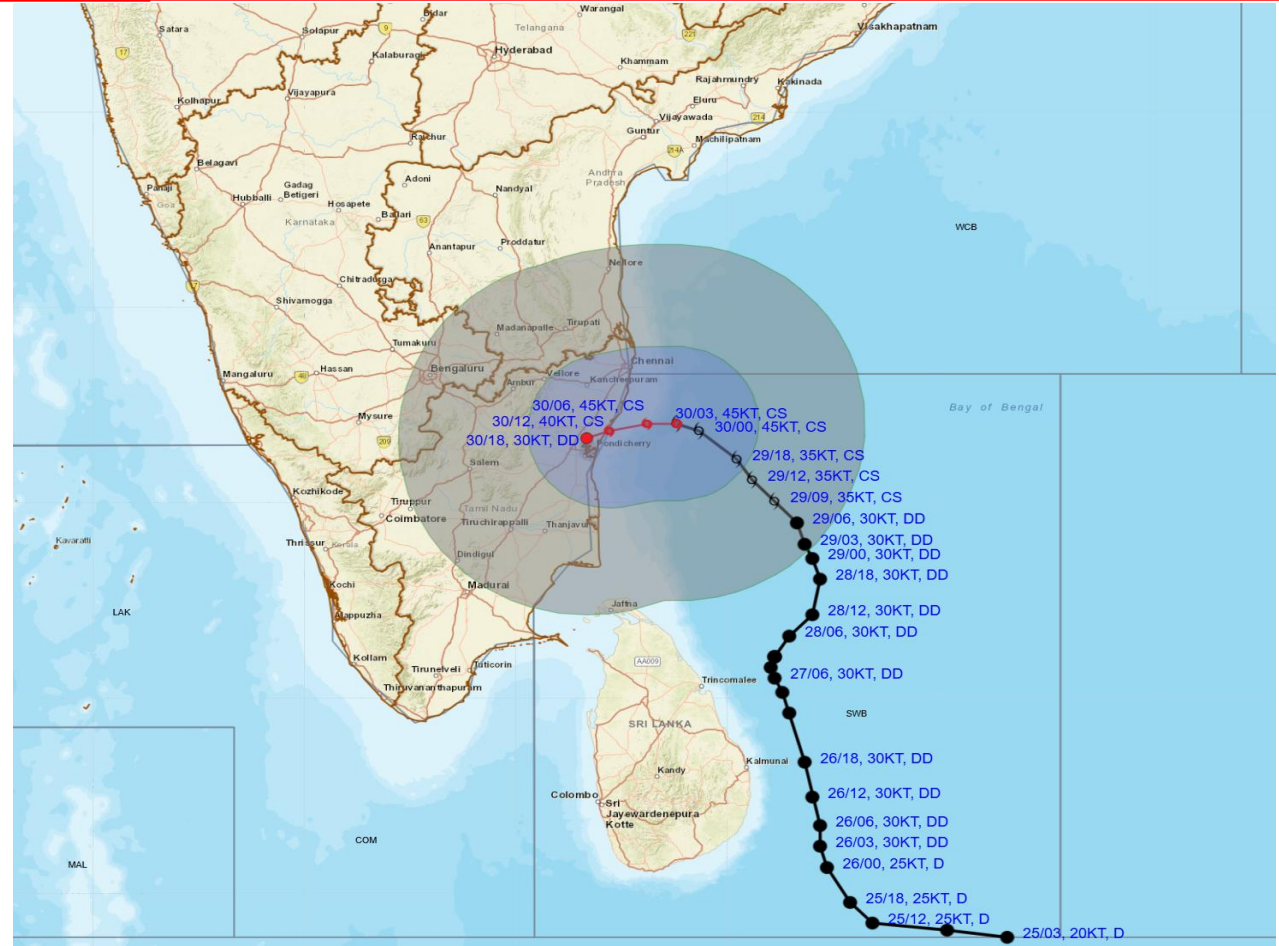 Bidar
Warangal
Satara
Solapur
9
Telangana
221
Visakhapatnam
17
Kalaburagi
Hyderabad
Khammam
Rajahmundry
Kakinada
Kolhapur
Vijayapura
Eluru
Vijayawada
214
Guntur
Raichur
214A
Machilipatnam
Belagavi
Andhra
Pradesh
Panaji
Goa
Gadag
Betigeri
Adoni
Nandyal
Hubballi
Hosapete
Ballari
Karnataka
63
WCB
Anantapur
Proddatur
Nellore
Chitradurga
Shivamogga
Madanapalle
Tirupati
Tumakuru
Chennai
Mangaluru
48
Hassan
Bengaluru
Vellore
Ambur
Kancheepuram
Bay of Bengal
30/06, 45KT, CS
30/03, 45KT, CS
Mysure
30/12, 40KT, CS
30/00, 45KT, CS
209
30/18, 30KT, DD
Pondicherry
29/18, 35KT, CS
Salem
29/12, 35KT, CS
Kozhikode
Tiruppur
29/09, 35KT, CS
Coimbatore
Tamil Nadu
Tiruchirappalli
Thanjavur
29/06, 30KT, DD
Kavaratti
Thrissur
Kerala
29/03, 30KT, DD
Dindigul
29/00, 30KT, DD
Kochi
Madurai
28/18, 30KT, DD
LAK
Alappuzha
Jaffna
28/12, 30KT, DD
28/06, 30KT, DD
Kollam
Tirunelveli
Tuticorin
AA009
27/06, 30KT, DD
Thiruvananthapuram
Trincomalee
SWB
SRI LANKA
26/18, 30KT, DD
Kalmunai
Kandy
26/12, 30KT, DD
Colombo
Sri
Jayewardenepura
Kotte
26/06, 30KT, DD
COM
26/03, 30KT, DD
MAL
26/00, 25KT, D
25/18, 25KT, D
25/12, 25KT, D
25/03, 20KT, D